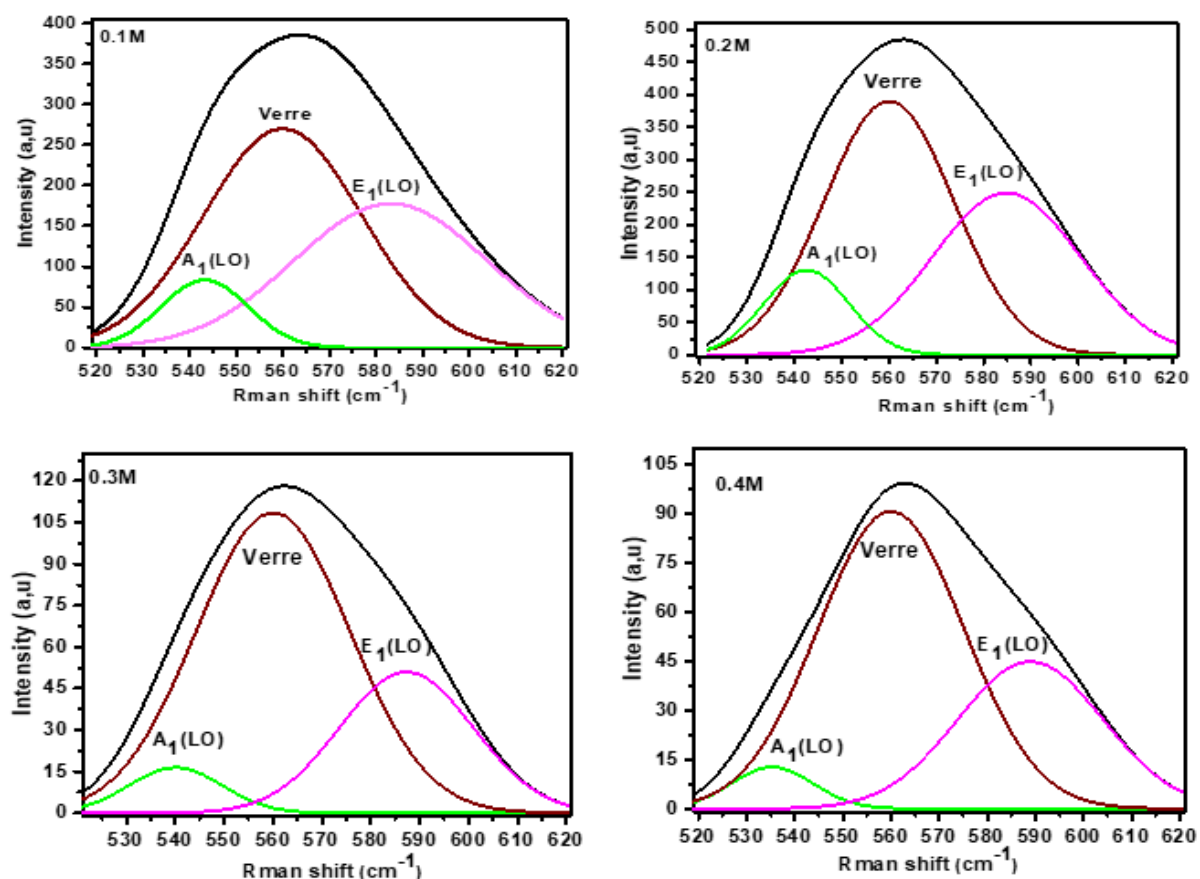 0.1M
400
350
300
250
200
150
100
50
0
Intensity (a,u)
Verre
E1(LO)
A1(LO)
520 530 540 550 560 570 580 590 600 610 620
Rman shift (cm-1)
0.2M
500
450
400
350
300
250
200
150
100
50
0
Intensity (a,u)
Verre
E1(LO)
A1(LO)
520 530 540 550 560 570 580 590 600 610 620
Rman shift (cm-1)
0.3M
120
105
90
75
60
45
30
15
0
Intensity (a,u)
Verre
E1(LO)
A1(LO)
530 540 550 560 570 580 590 600 610 620
Rman shift (cm-1)
0.4M
105
90
75
60
45
30
15
0
Intensity (a,u)
Verre
E1(LO)
A1(LO)
520 530 540 550 560 570 580 590 600 610 620
Rman shift (cm-1)